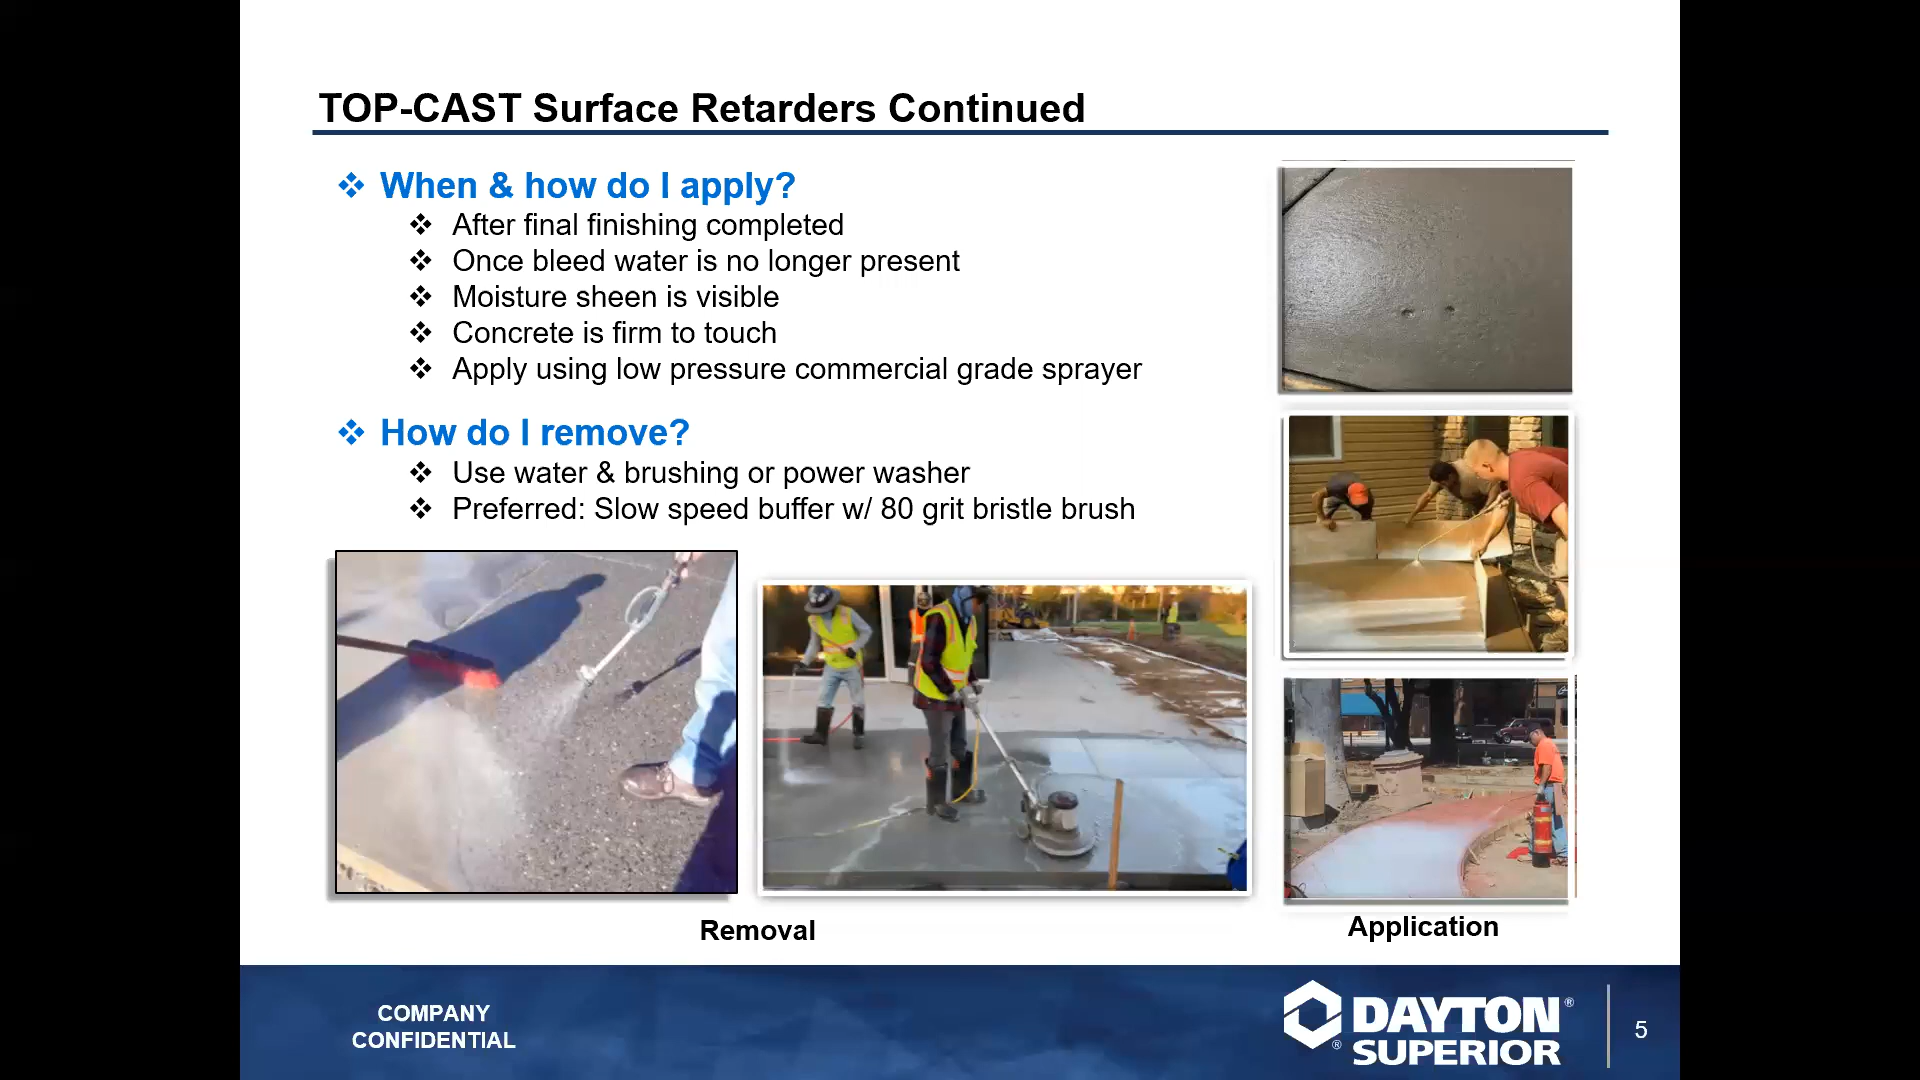 TOP-CAST Surface Retarders Continued
❖ When & how do I apply?
❖ After final finishing completed
❖ Once bleed water is no longer present
❖ Moisture sheen is visible
❖ Concrete is firm to touch
❖ Apply using low pressure commercial grade sprayer
❖ How do I remove?
❖ Use water & brushing or power washer
❖ Preferred: Slow speed buffer w/ 80 grit bristle brush
Removal
Application
COMPANY
CONFIDENTIAL
DAYTON®
®SUPERIOR
5